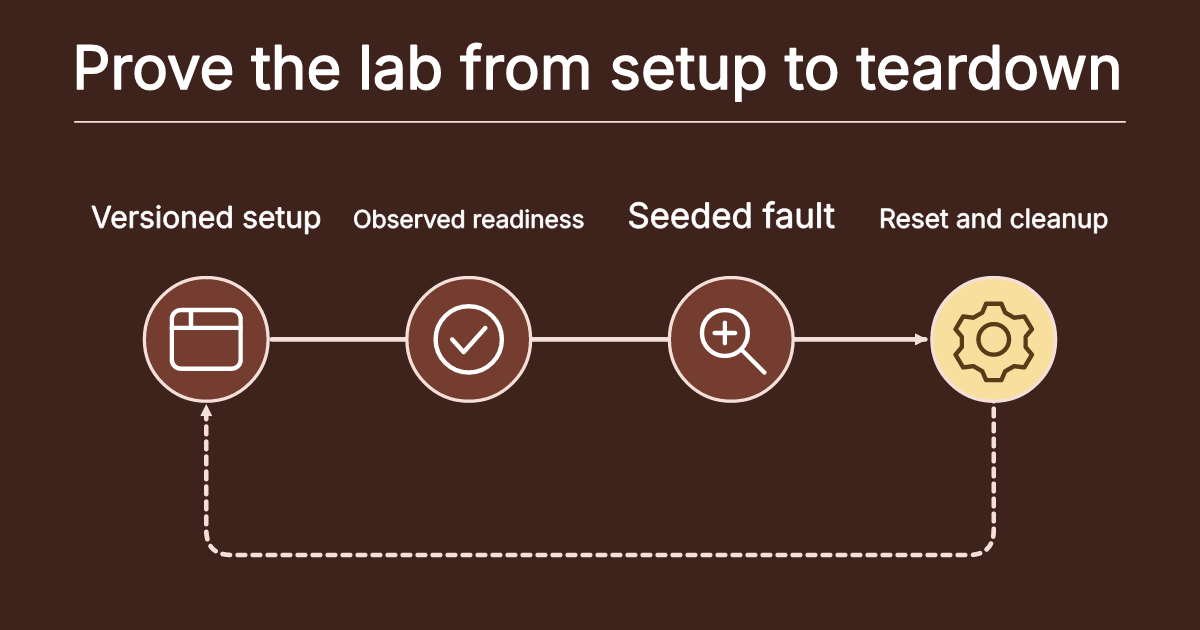 Prove the lab from setup to teardown
Versioned setup
Observed readiness
Seeded fault
Reset and cleanup